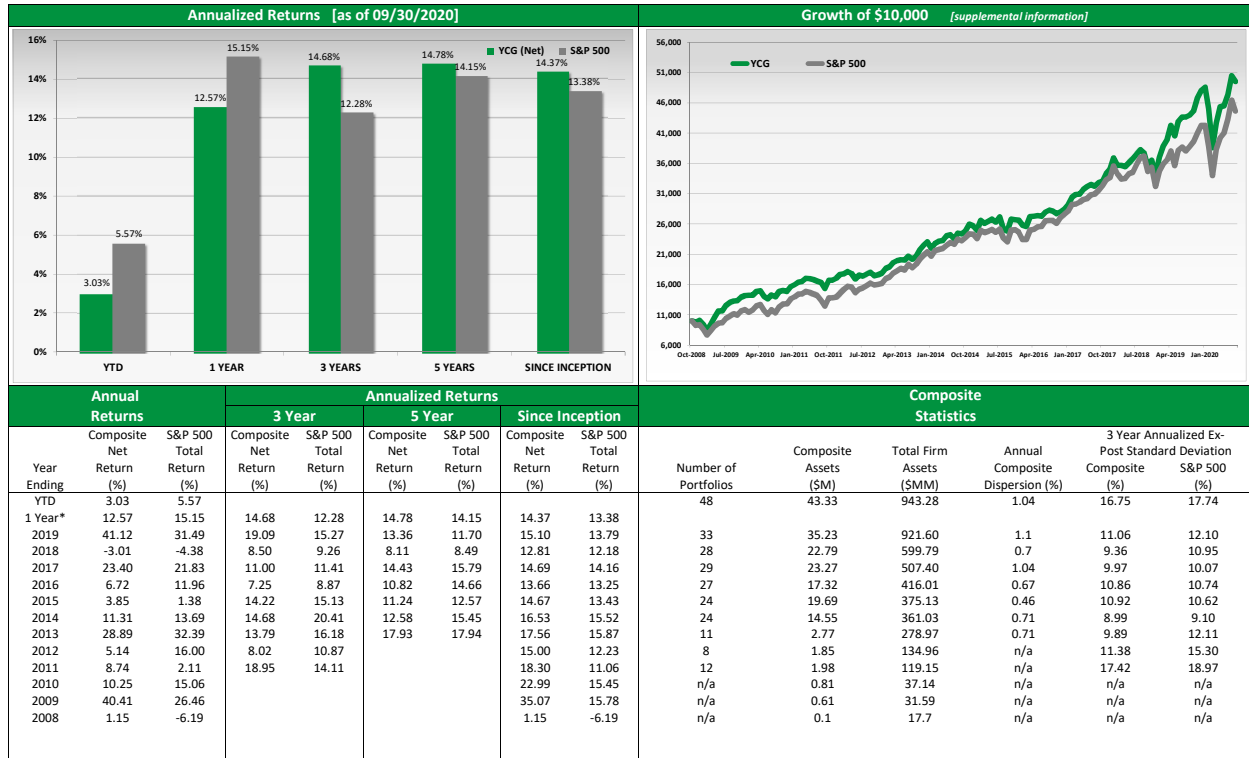 Annualized Returns [as of 09/30/2020]
16%
14%
12%
10%
8%
6%
4%
2%
0%
YCG (Net) S&P 500
3.03%
5.57%
12.57%
15.15%
14.68%
12.28%
14.78%
14.15%
14.37%
13.38%
YTD 1 YEAR 3 YEARS 5 YEARS SINCE INCEPTION
Growth of $10,000 [supplemental information]
YCG S&P 500
56,000
51,000
46,000
41,000
36,000
31,000
26,000
21,000
16,000
11,000
6,000
Oct-2008 Jul-2009 Apr-2010 Jan-2011 Oct-2011 Jul-2012 Apr-2013 Jan-2014 Oct-2014 Jul-2015 Apr-2016 Jan-2017 Oct-2017 Jul-2018 Apr-2019 Jan-2020
Annual Annualized Returns Composite
Returns 3 Year 5 Year Since Inception Statistics
Composite S&P 500 Composite S&P 500 Composite S&P 500 Composite S&P 500 3 Year Annualized Ex-
Net Total Net Total Net Total Net Total Composite Total Firm Annual Post Standard Deviation
Year Return Return Return Return Return Return Return Return Number of Assets Assets Composite Composite S&P 500
Ending (%) (%) (%) (%) (%) (%) (%) (%) Portfolios ($M) ($MM) Dispersion (%) (%) (%)
YTD 3.03 5.57 48 43.33 943.28 1.04 16.75 17.74
1 Year* 12.57 15.15 14.68 12.28 14.78 14.15 14.37 13.38
2019 41.12 31.49 19.09 15.27 13.36 11.70 15.10 13.79 33 35.23 921.60 1.1 11.06 12.10
2018 -3.01 -4.38 8.50 9.26 8.11 8.49 12.81 12.18 28 22.79 599.79 0.7 9.36 10.95
2017 23.40 21.83 11.00 11.41 14.43 15.79 14.69 14.16 29 23.27 507.40 1.04 9.97 10.07
2016 6.72 11.96 7.25 8.87 10.82 14.66 13.66 13.25 27 17.32 416.01 0.67 10.86 10.74
2015 3.85 1.38 14.22 15.13 11.24 12.57 14.67 13.43 24 19.69 375.13 0.46 10.92 10.62
2014 11.31 13.69 14.68 20.41 12.58 15.45 16.53 15.52 24 14.55 361.03 0.71 8.99 9.10
2013 28.89 32.39 13.79 16.18 17.93 17.94 17.56 15.87 11 2.77 278.97 0.71 9.89 12.11
2012 5.14 16.00 8.02 10.87 15.00 12.23 8 1.85 134.96 n/a 11.38 15.30
2011 8.74 2.11 18.95 14.11 18.30 11.06 12 1.98 119.15 n/a 17.42 18.97
2010 10.25 15.06 22.99 15.45 n/a 0.81 37.14 n/a n/a n/a
2009 40.41 26.46 35.07 15.78 n/a 0.61 31.59 n/a n/a n/a
2008 1.15 -6.19 1.15 -6.19 n/a 0.1 17.7 n/a n/a n/a